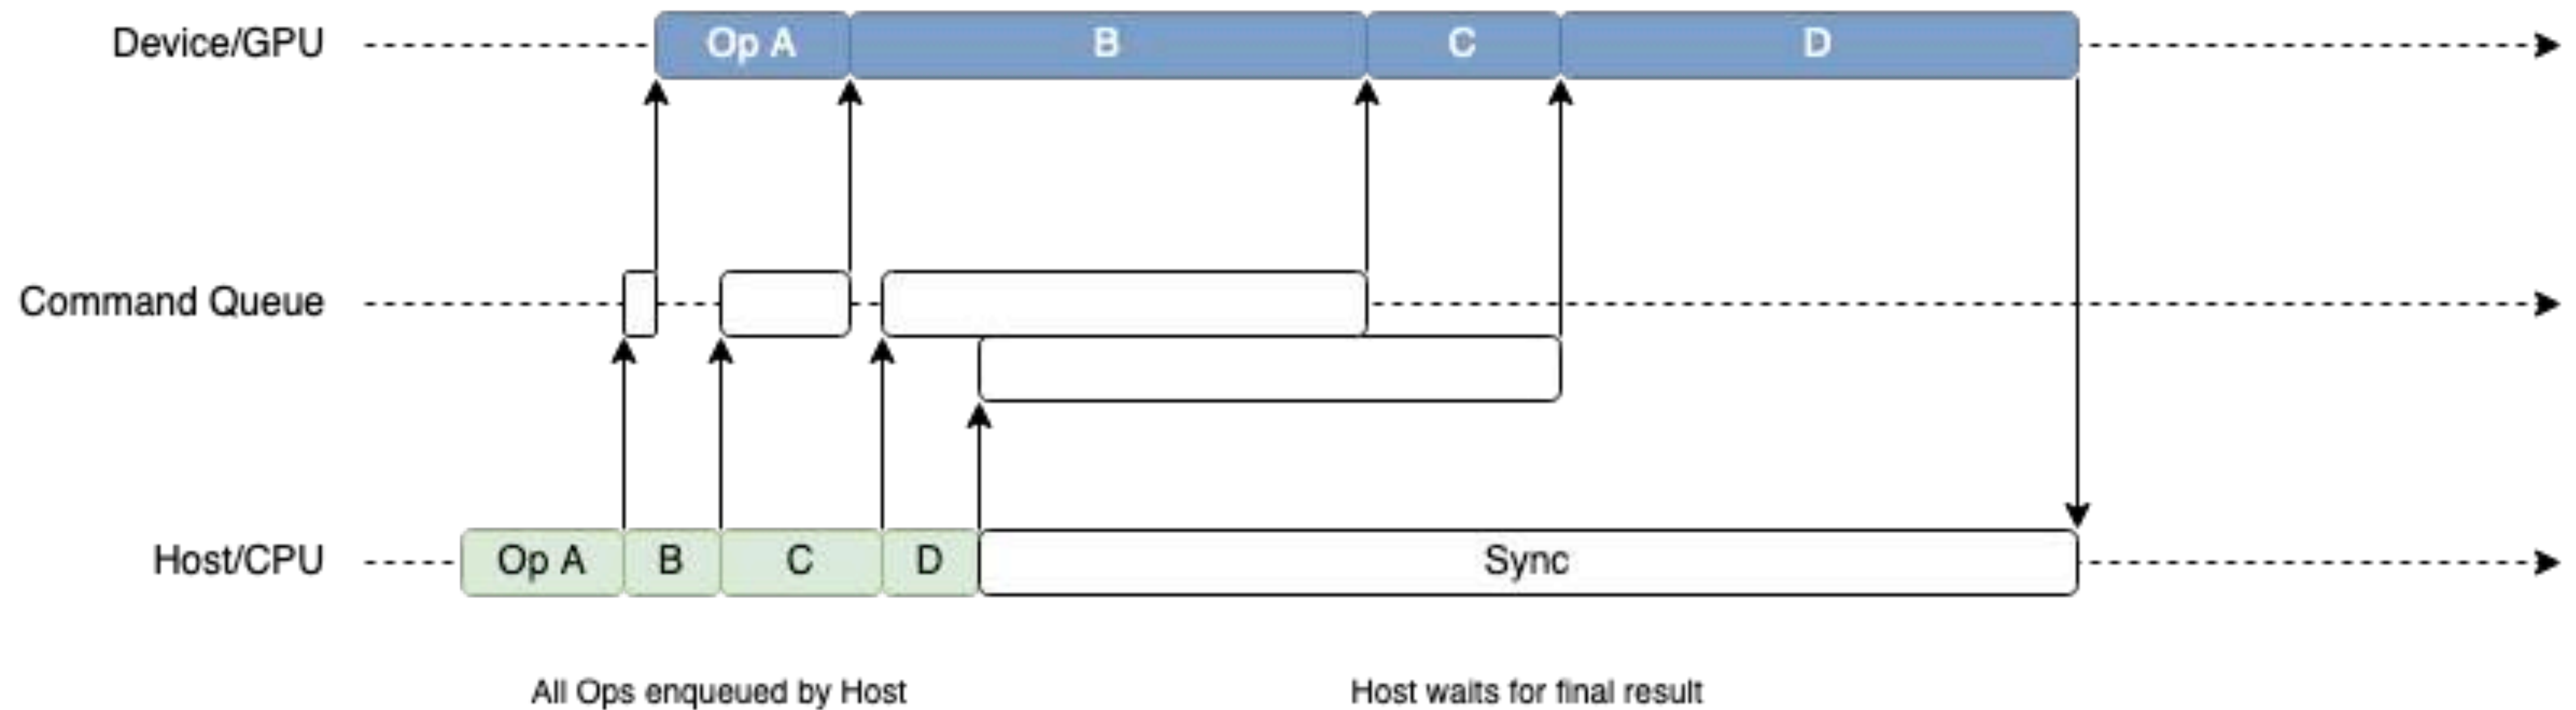 Device/GPU
Op A
B
C
D
Command Queue
Host/CPU
Op A
B
C
D
Sync
All Ops enqueued by Host
Host waits for final result